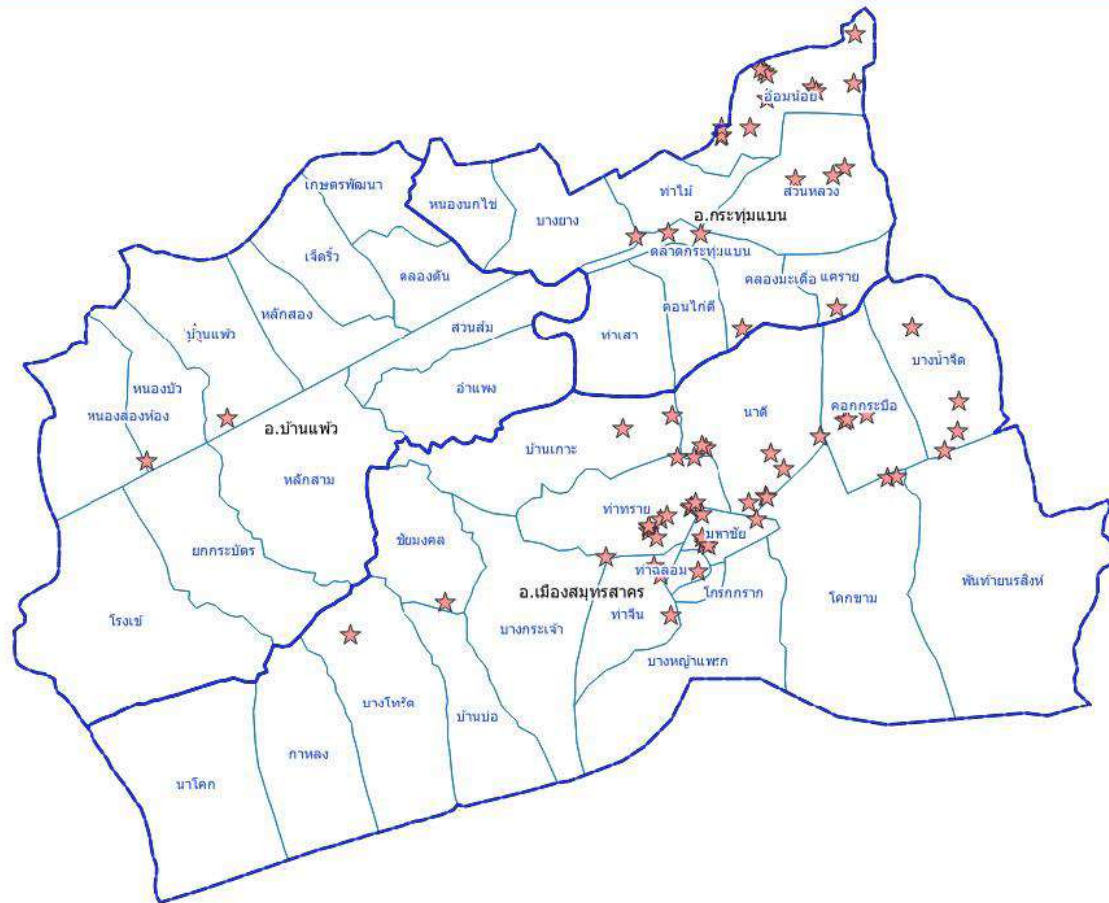 อ้อมน้อย
สวนหลวง
ท่าไม้
เกษตรพัฒนา
หนองนกไข่
บางยาง
อ.กระทุ่มแบน
ตลาดกระทุ่มแบน
เจ็ดริ้ว
คลองตัน
คลองมะเดื่อ
แคราย
ดอนไก่ดี
หลักสอง
สวนส้ม
บ้านแพ้ว
ท่าเสา
บางน้ำจืด
หนองบัว
อำแพง
หนองสองห้อง
นาดี
คอกกระบือ
อ.บ้านแพ้ว
บ้านเกาะ
หลักสาม
ท่าทราย
มหาชัย
ชัยมงคล
ยกกระบัตร
ท่าฉลอม
พันท้ายนรสิงห์
อ.เมืองสมุทรสาคร
โกรกกราก
โคกขาม
โรงเข้
บางกระเจ้า
ท่าจีน
บางหญ้าแพรก
บางโทรัด
บ้านบ่อ
กาหลง
นาโคก